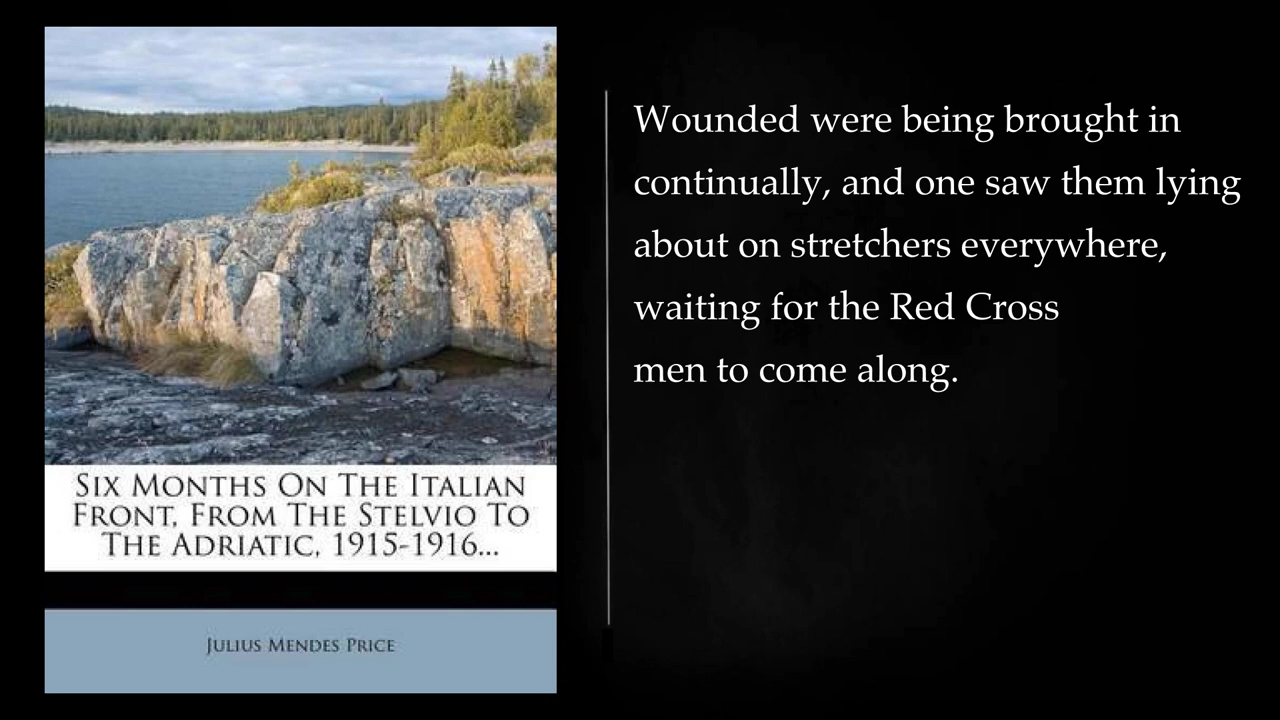 Wounded were being brought in
continually, and one saw them lying
about on stretchers everywhere,
waiting for the Red Cross
men to come along.
SIX MONTHS ON THE ITALIAN
FRONT, FROM THE STELVIO TO
THE ADRIATIC, 1915-1916...
JULIUS MENDES PRICE